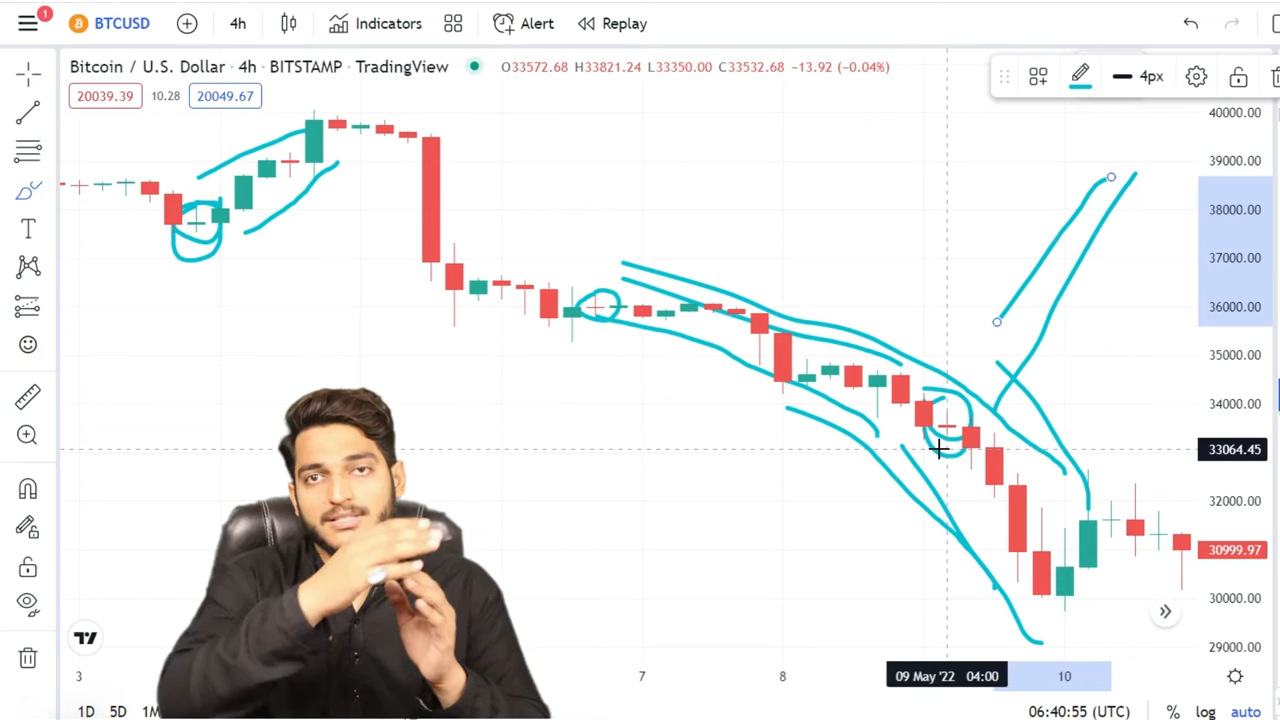 1
BTCUSD
4h
Indicators
Alert
Replay
Bitcoin / U.S. Dollar · 4h · BITSTAMP · TradingView
O33572.68 H33821.24 L33350.00 C33532.68 −13.92 (−0.04%)
20039.39
10.28
20049.67
4px
40000.00
39000.00
38000.00
37000.00
36000.00
35000.00
34000.00
33064.45
32000.00
30999.97
30000.00
29000.00
3
7
8
09 May '22 04:00
10
1D 5D 1M
06:40:55 (UTC)
%
log
auto